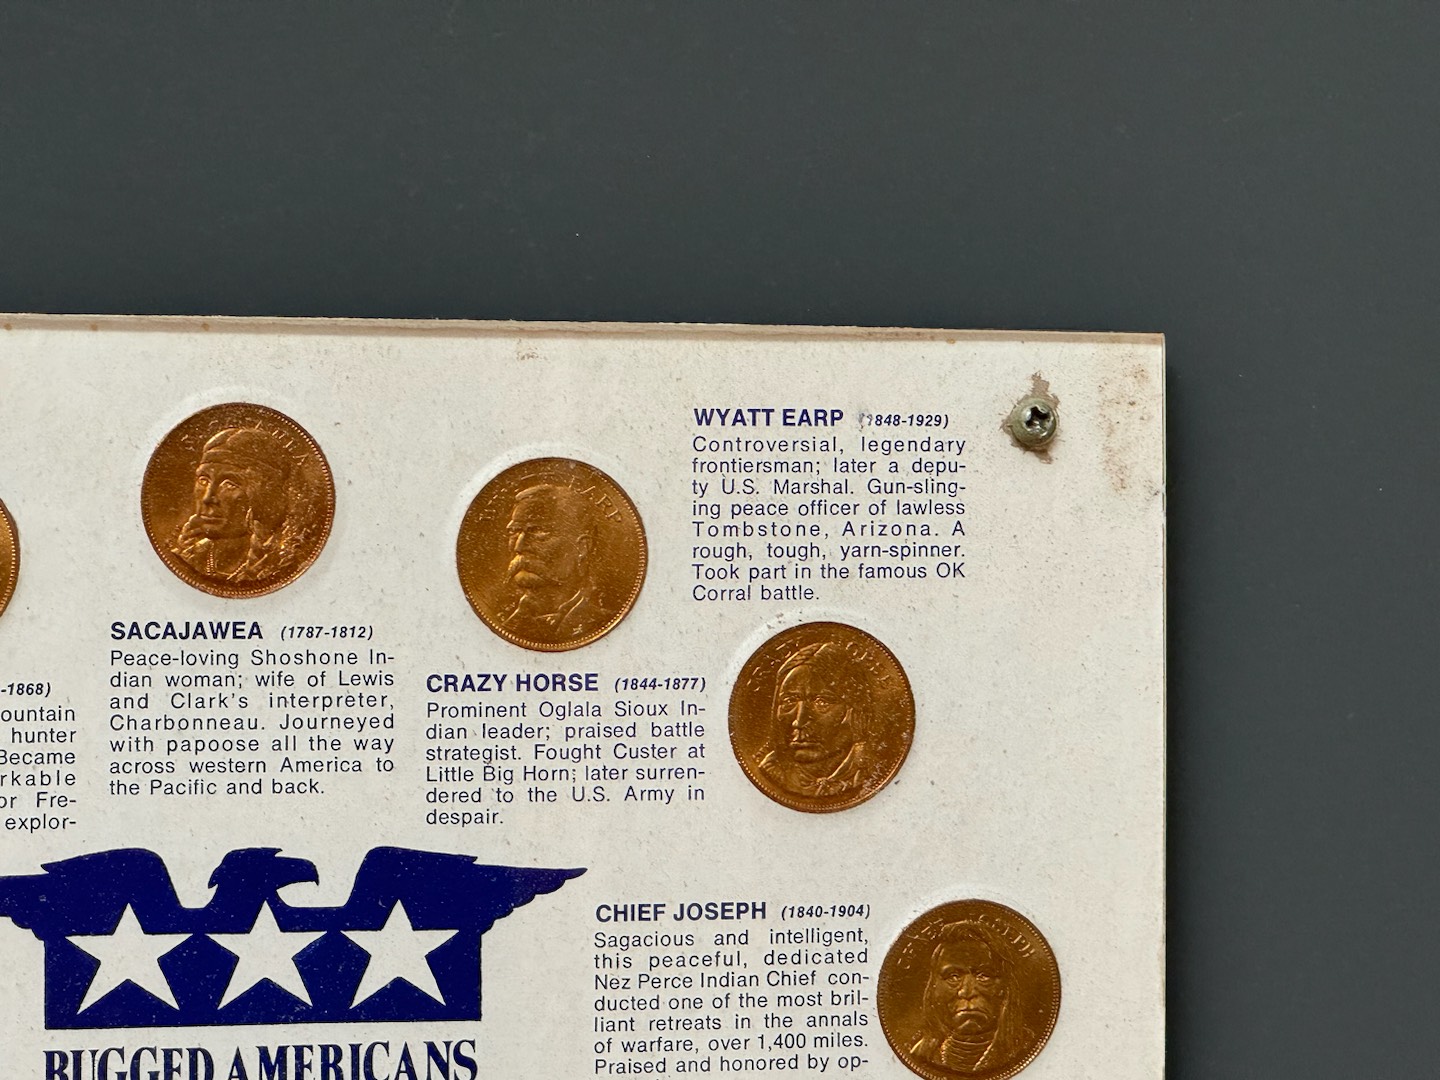 SACAJAWEA
WYATT EARP
CRAZY HORSE
CHIEF JOSEPH
WYATT EARP (1848-1929)
Controversial, legendary
frontiersman; later a depu-
ty U.S. Marshal. Gun-sling-
ing peace officer of lawless
Tombstone, Arizona. A
rough, tough, yarn-spinner.
Took part in the famous OK
Corral battle.
SACAJAWEA (1787-1812)
Peace-loving Shoshone In-
dian woman; wife of Lewis
and Clark's interpreter,
Charbonneau. Journeyed
with papoose all the way
across western America to
the Pacific and back.
CRAZY HORSE (1844-1877)
Prominent Oglala Sioux In-
dian leader; praised battle
strategist. Fought Custer at
Little Big Horn; later surren-
dered to the U.S. Army in
despair.
-1868)
ountain
hunter
Became
rkable
or Fre-
explor-
CHIEF JOSEPH (1840-1904)
Sagacious and intelligent,
this peaceful, dedicated
Nez Perce Indian Chief con-
ducted one of the most bril-
liant retreats in the annals
of warfare, over 1,400 miles.
Praised and honored by op-
RUGGED AMERICANS